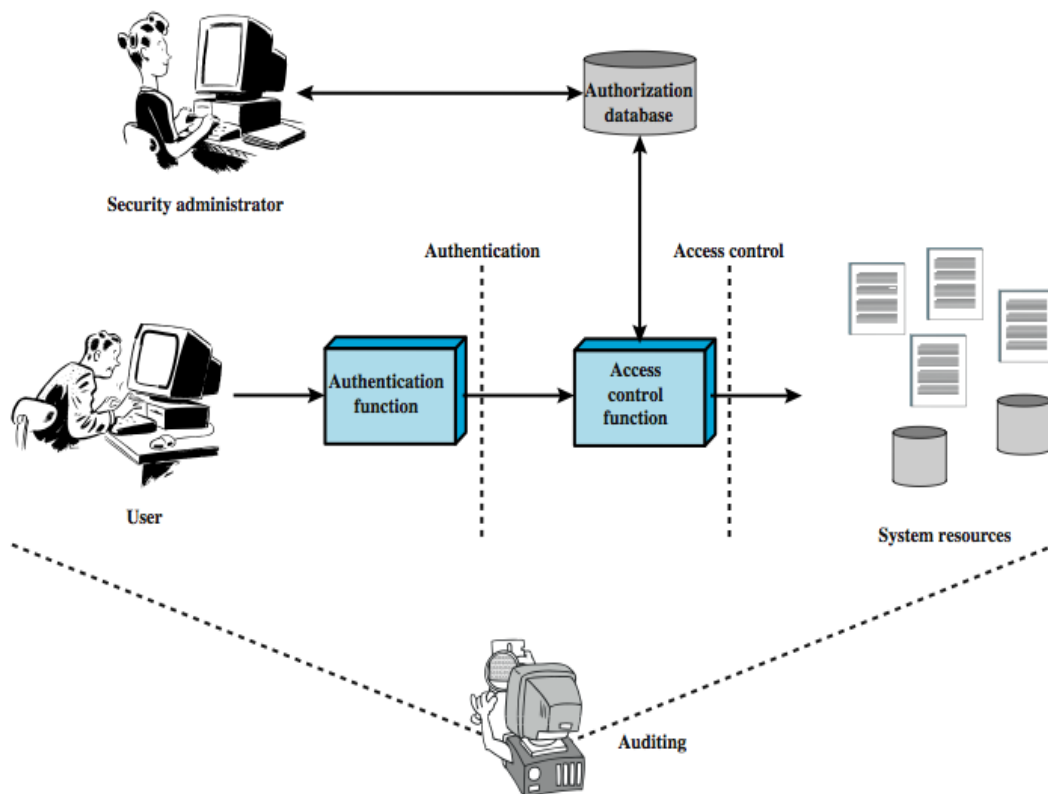 Authorization
database
Security administrator
Authentication
Access control
Authentication
function
Access
control
function
User
System resources
Auditing